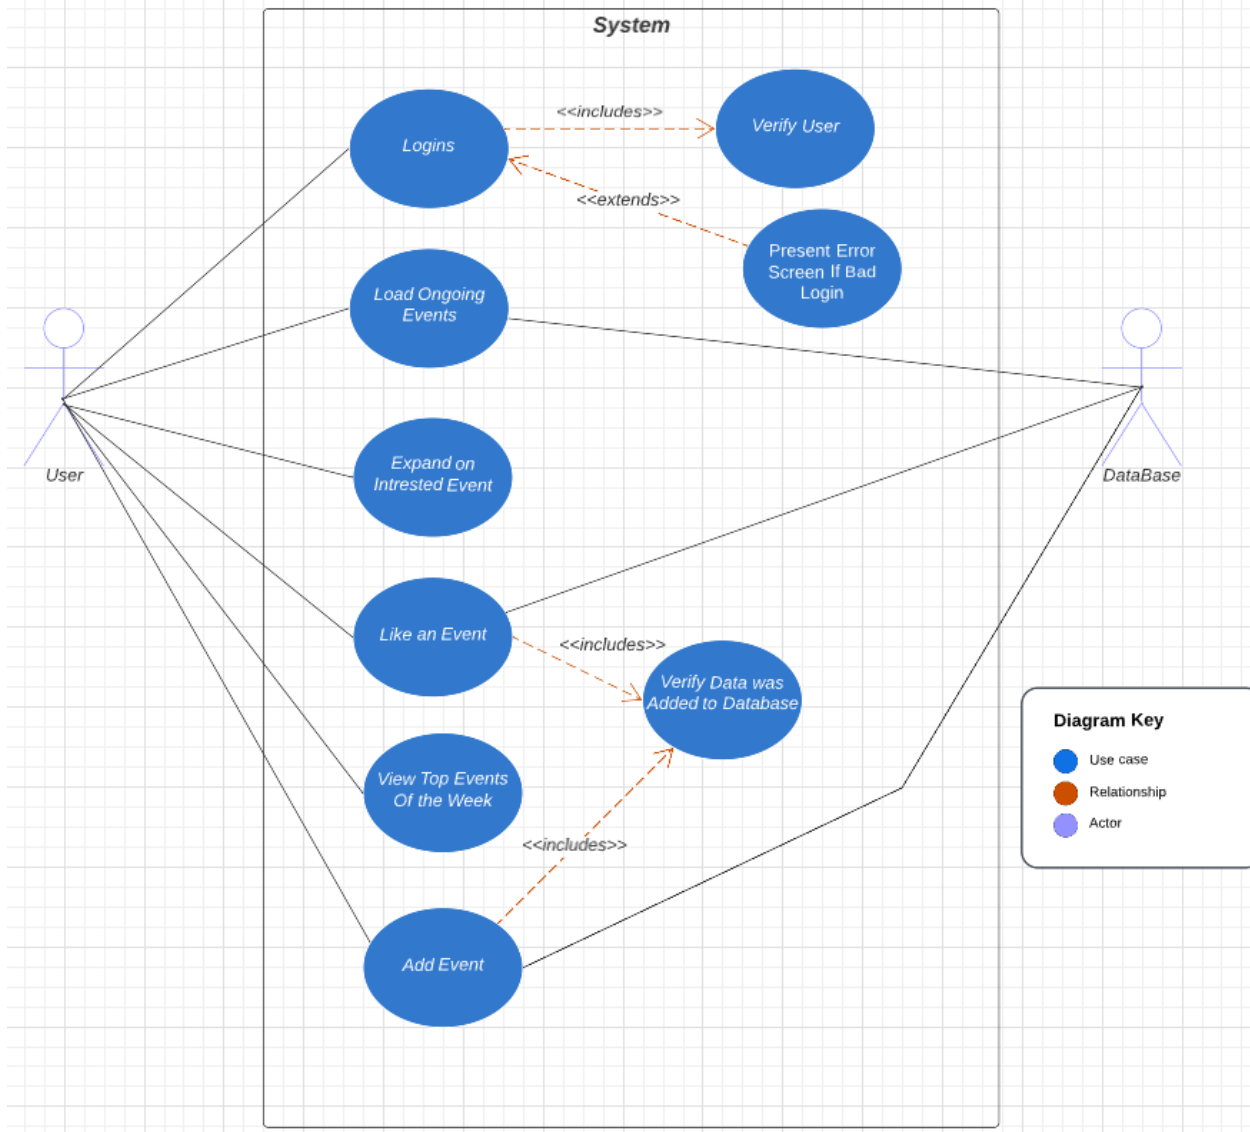 System
Logins
<<includes>>
Verify User
<<extends>>
Present Error
Screen If Bad
Login
Load Ongoing
Events
User
DataBase
Expand on
Intrested Event
Like an Event
<<includes>>
Verify Data was
Added to Database
View Top Events
Of the Week
<<includes>>
Add Event
Diagram Key
Use case
Relationship
Actor